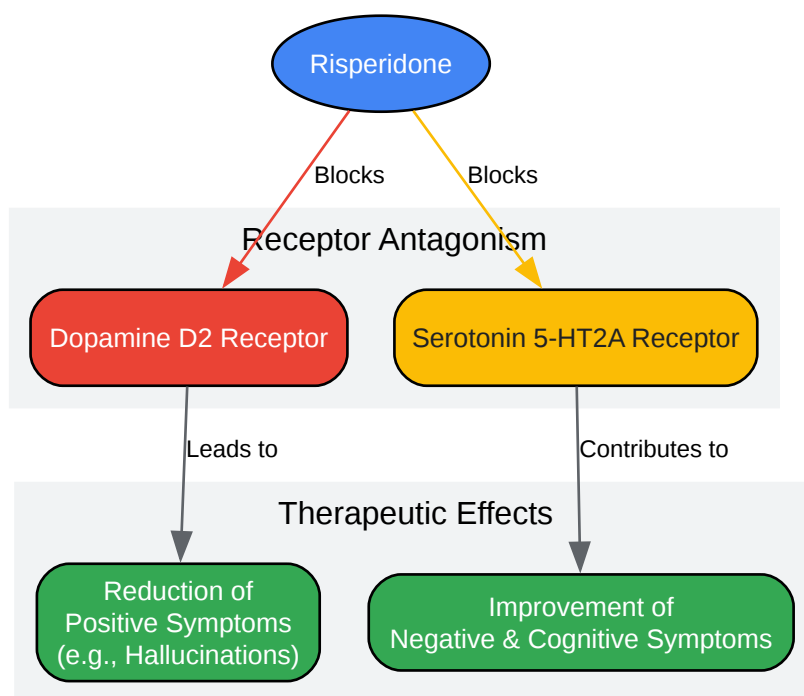 Risperidone
Blocks
Blocks
Receptor Antagonism
Dopamine D2 Receptor
Serotonin 5-HT2A Receptor
Leads to
Contributes to
Therapeutic Effects
Reduction of
Positive Symptoms
(e.g., Hallucinations)
Improvement of
Negative & Cognitive Symptoms